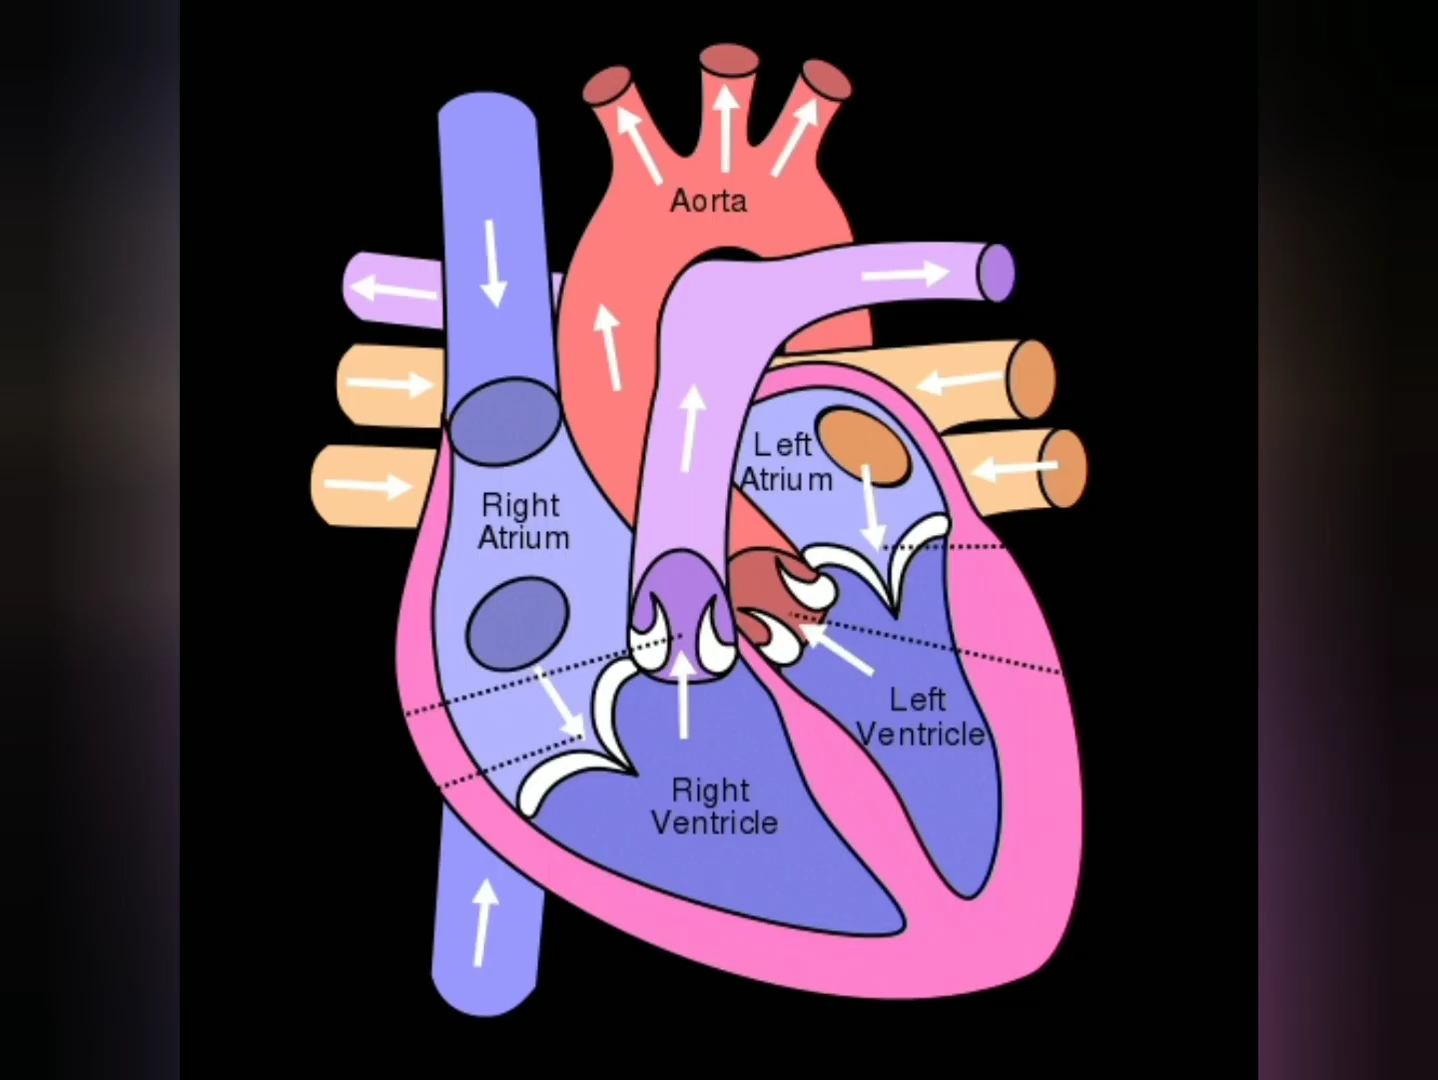 Aorta
Left
Atrium
Right
Atrium
Left
Ventricle
Right
Ventricle